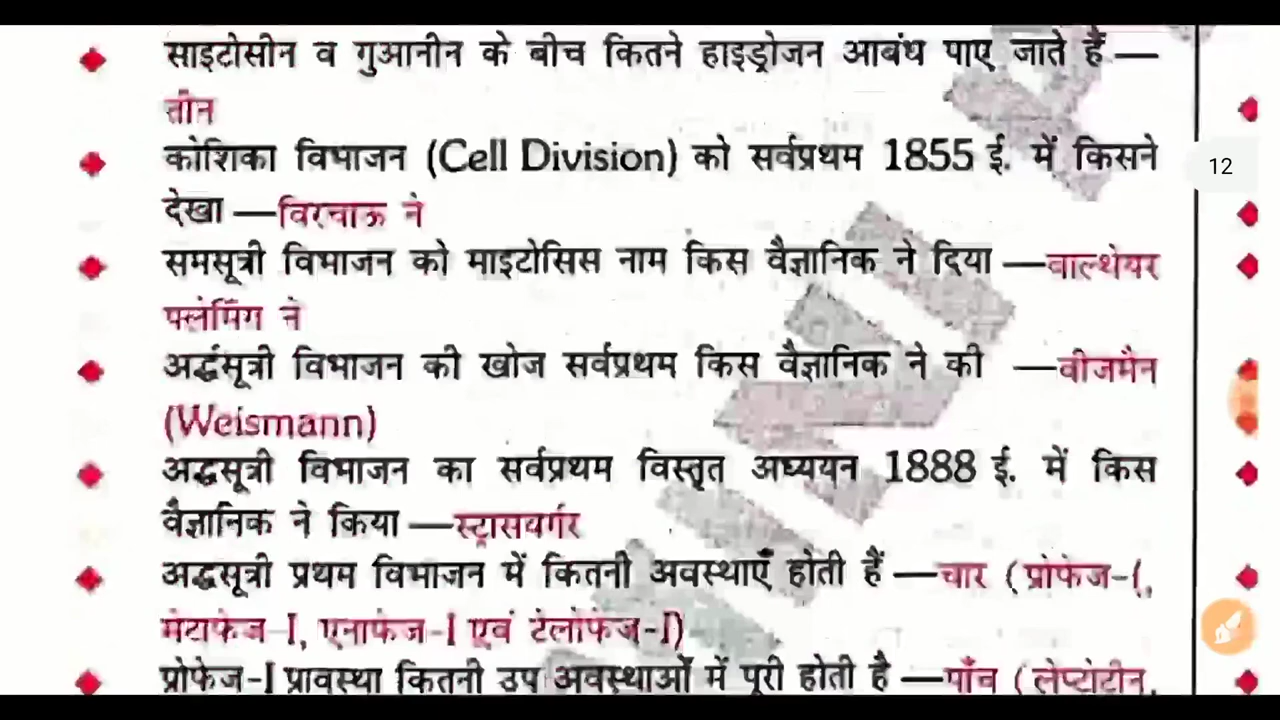 साइटोसीन व गुआनीन के बीच कितने हाइड्रोजन आबंध पाए जाते हैं —
तीन
कोशिका विभाजन (Cell Division) को सर्वप्रथम 1855 ई. में किसने
12
देखा —विरचाऊ ने
समसूत्री विभाजन को माइटोसिस नाम किस वैज्ञानिक ने दिया —वाल्थेयर
फ्लेमिंग ने
अर्द्धसूत्री विभाजन की खोज सर्वप्रथम किस वैज्ञानिक ने की —वीजमैन
(Weismann)
अद्धसूत्री विभाजन का सर्वप्रथम विस्तृत अध्ययन 1888 ई. में किस
वैज्ञानिक ने किया —स्ट्रासबर्गर
अद्धसूत्री प्रथम विभाजन में कितनी अवस्थाएँ होती हैं —चार (प्रोफेज-I,
मेटाफेज-I, एनाफेज-I एवं टेलोफेज-I)
प्रोफेज-I प्रावस्था कितनी उप अवस्थाओं में पूरी होती है —पाँच (लेप्टोटीन,